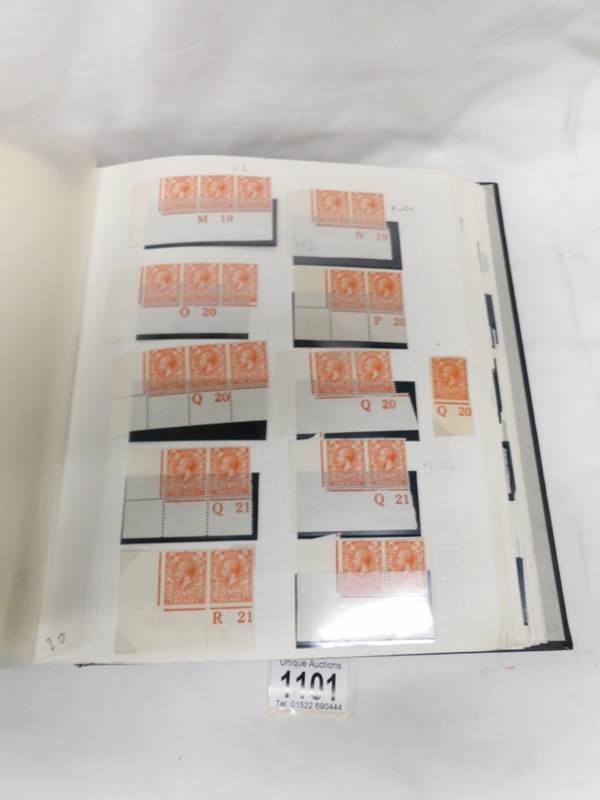 M 19
N 19
O 20
P 20
Q 20
Q 20
Q 20
Q 21
Q 21
R 21
20
Unique Auctions
1101
Tel: 01522 690444